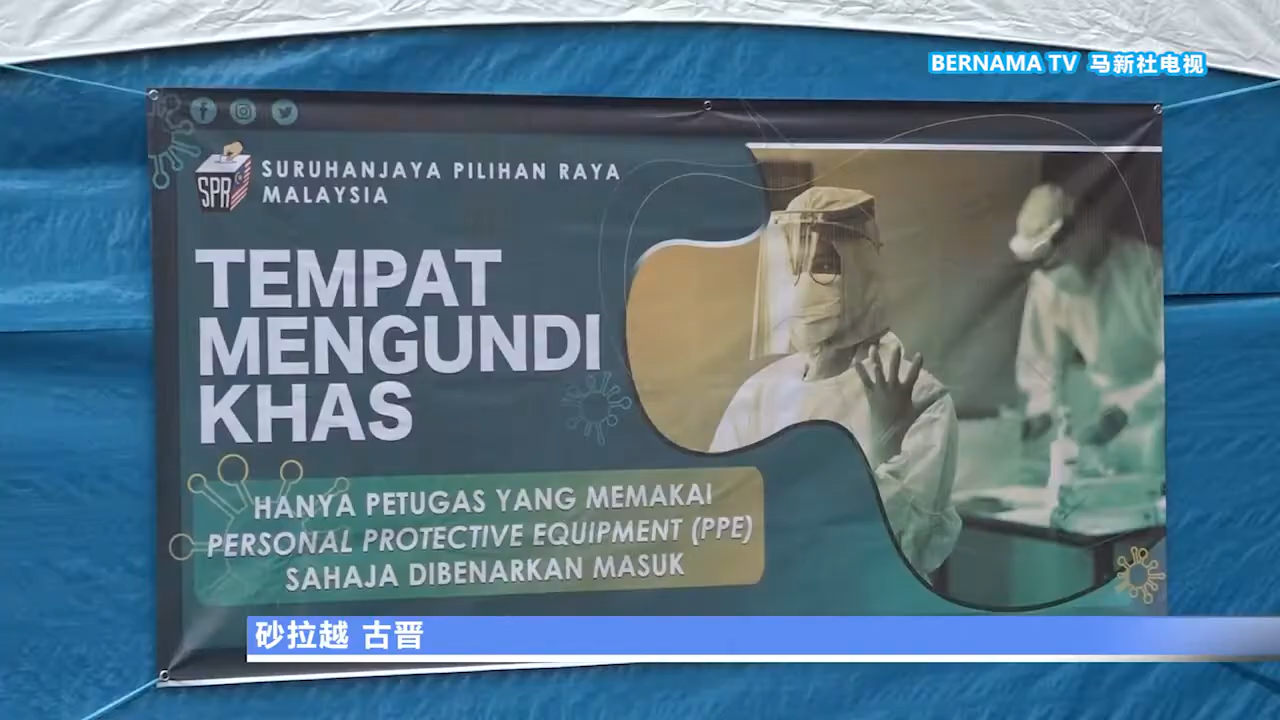 BERNAMA TV 马新社电视
SPR
SURUHANJAYA PILIHAN RAYA
MALAYSIA
TEMPAT
MENGUNDI
KHAS
HANYA PETUGAS YANG MEMAKAI
PERSONAL PROTECTIVE EQUIPMENT (PPE)
SAHAJA DIBENARKAN MASUK
砂拉越 古晋